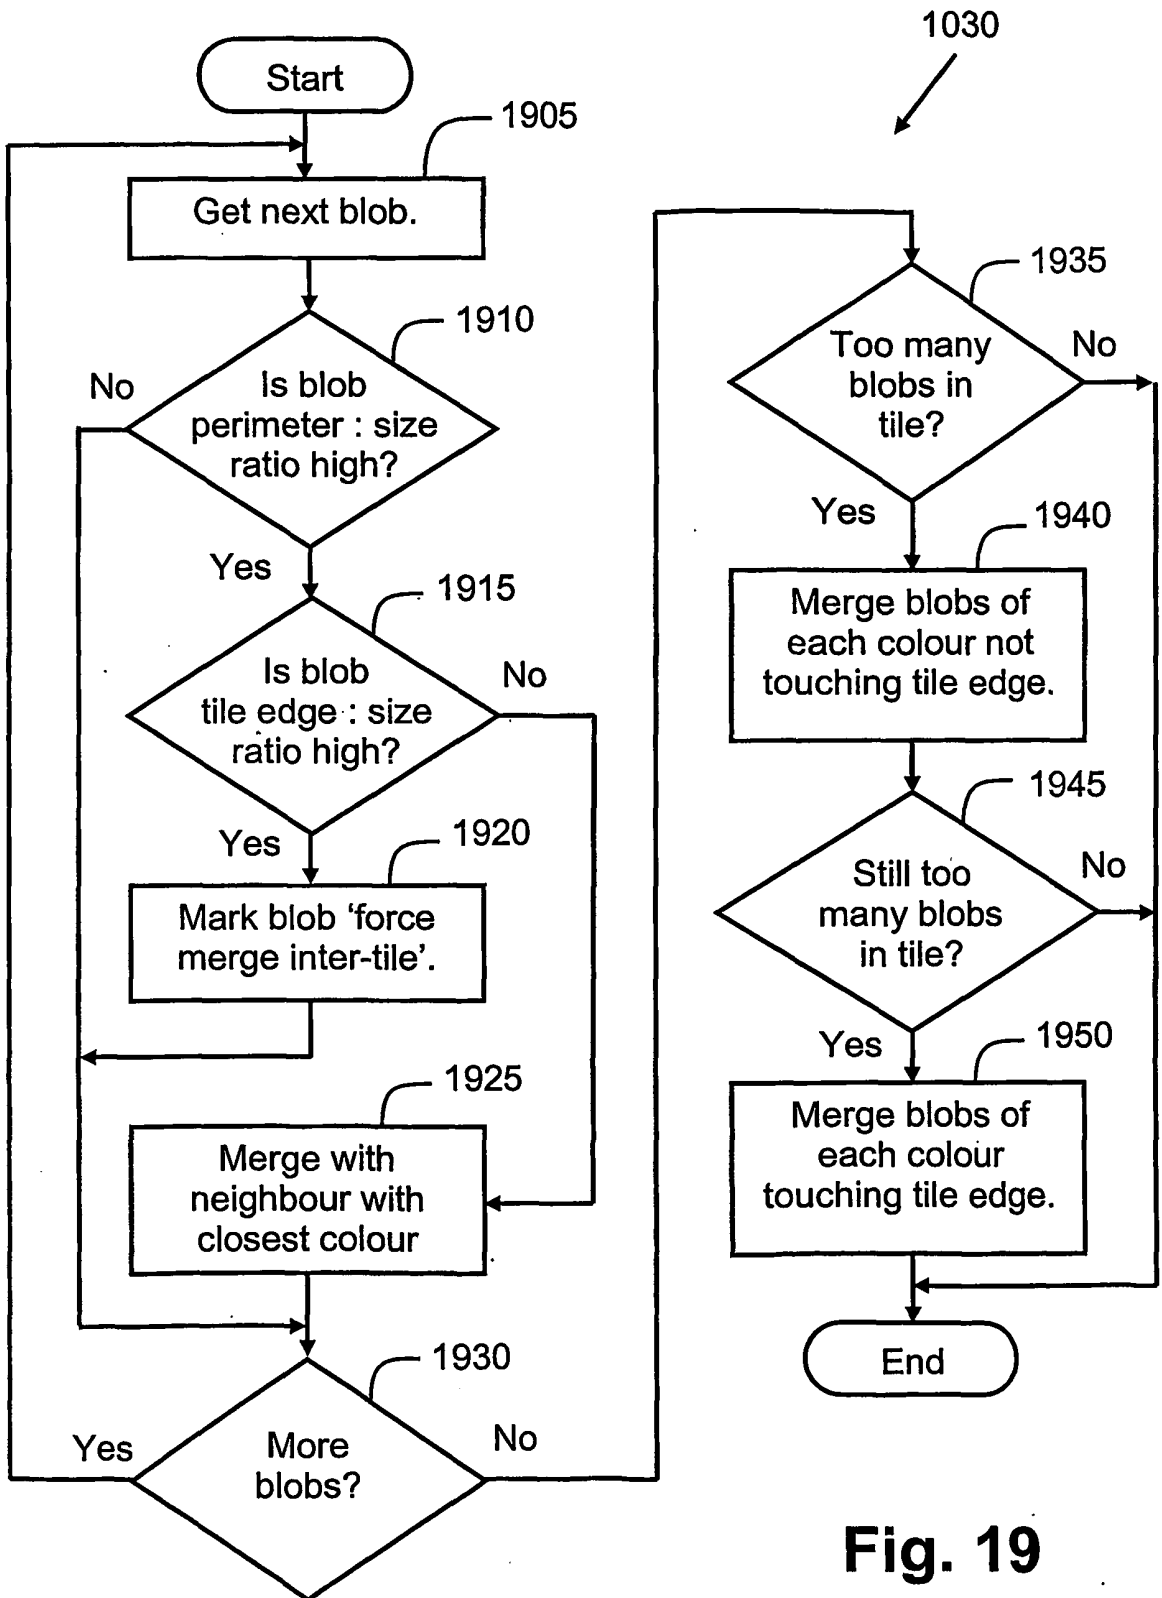 1030
Start
1905
Get next blob.
1910
No
Is blob
perimeter : size
ratio high?
Yes
1915
Is blob
tile edge : size
ratio high?
No
Yes
1920
Mark blob ‘force
merge inter-tile’.
1925
Merge with
neighbour with
closest colour
1930
Yes
More
blobs?
No
1935
Too many
blobs in
tile?
No
Yes
1940
Merge blobs of
each colour not
touching tile edge.
1945
Still too
many blobs
in tile?
No
Yes
1950
Merge blobs of
each colour
touching tile edge.
End
Fig. 19